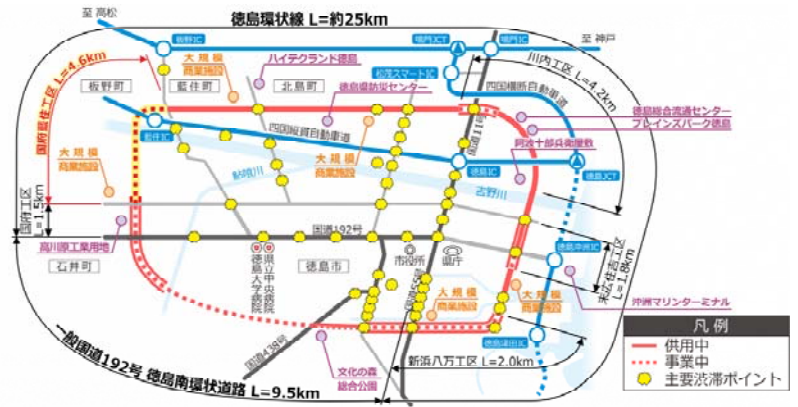 徳島環状線 L=約25km
至 高松
板野IC
鳴門JCT
鳴門IC
至 神戸
大規模
商業施設
ハイテクランド徳島
松茂スマートIC
川内工区 L=4.2km
板野町
藍住町
北島町
徳島県防災センター
四国横断自動車道
国府藍住工区 L=4.6km
国道11号
徳島総合流通センター
ブレインズパーク徳島
藍住IC
四国縦貫自動車道
大規模
商業施設
阿波十郎兵衛屋敷
大規模
商業施設
徳島IC
徳島JCT
鮎喰川
吉野川
国府工区
L=1.5km
国道192号
高川原工業用地
石井町
徳島大学病院
県立中央病院
徳島市
市役所
県庁
徳島沖洲IC
末広住吉工区
L=1.8km
国道55号
大規模
商業施設
大規模
商業施設
沖洲マリンターミナル
国道438号
徳島津田IC
一般国道192号 徳島南環状道路 L=9.5km
文化の森
総合公園
新浜八万工区 L=2.0km
凡 例
供用中
事業中
主要渋滞ポイント